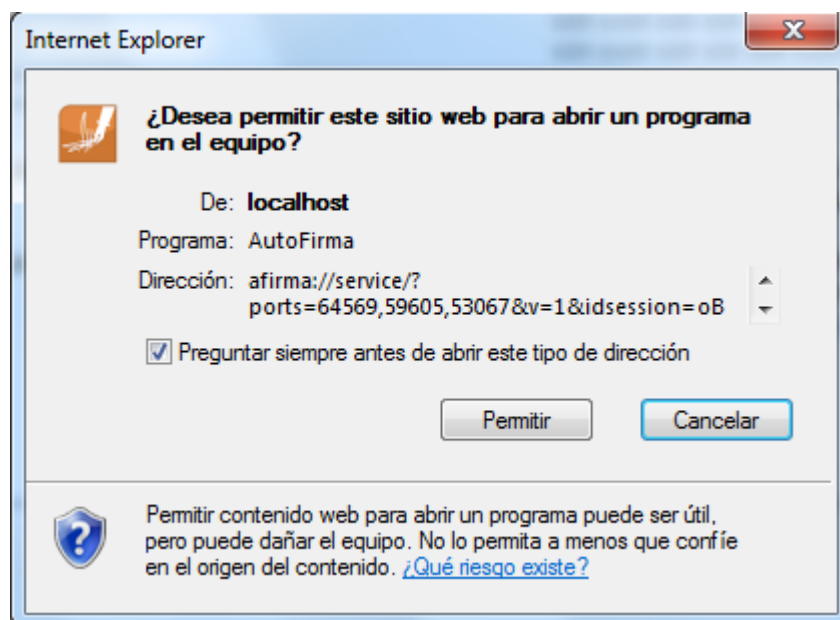 Internet Explorer
¿Desea permitir este sitio web para abrir un programa
en el equipo?
De: localhost
Programa: AutoFirma
Dirección: afirma://service/?
ports=64569,59605,53067&v=1&idsession=oB
Preguntar siempre antes de abrir este tipo de dirección
Permitir Cancelar
Permitir contenido web para abrir un programa puede ser útil,
pero puede dañar el equipo. No lo permita a menos que confíe
en el origen del contenido. ¿Qué riesgo existe?